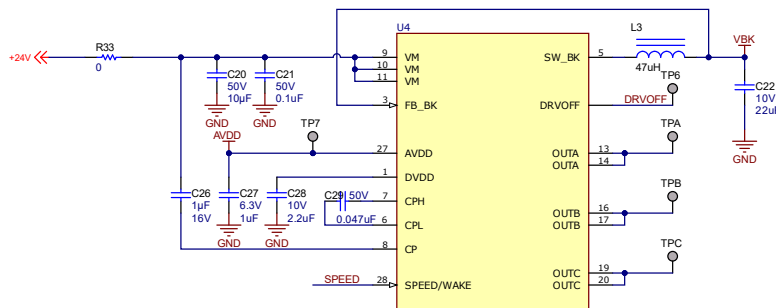 U4
L3
VBK
+24V
R33
0
9
VM
10
VM
11
VM
SW_BK
5
47uH
TP6
C20
50V
10µF
C21
50V
0.1uF
3
FB_BK
DRVOFF
DRVOFF
C22
10V
22uF
GND
GND
AVDD
TP7
TPA
GND
27
AVDD
OUTA
13
OUTA
14
1
DVDD
C26
1µF
16V
C27
6.3V
1uF
C28
10V
2.2uF
C29
50V
0.047uF
7
CPH
6
CPL
TPB
OUTB
16
OUTB
17
GND
GND
8
CP
TPC
SPEED
28
SPEED/WAKE
OUTC
19
OUTC
20